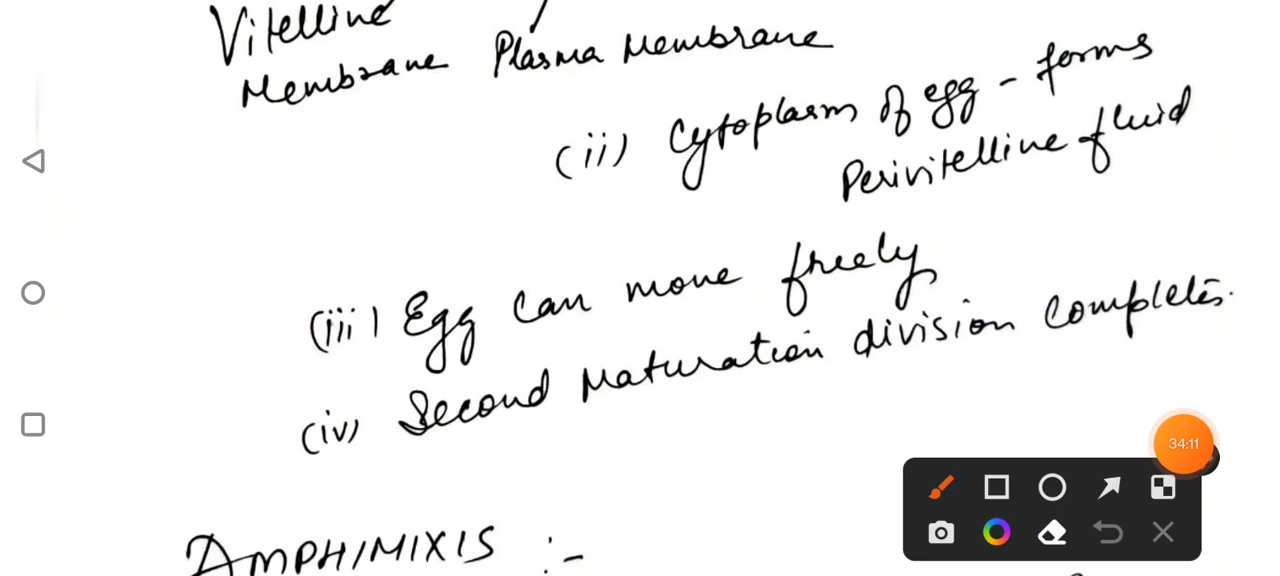 Vitelline
Membrane Plasma Membrane
(ii) Cytoplasm of egg - forms
Perivitelline fluid
(iii) Egg can move freely
(iv) Second Maturation division completes.
34:11
AMPHIMIXIS :-